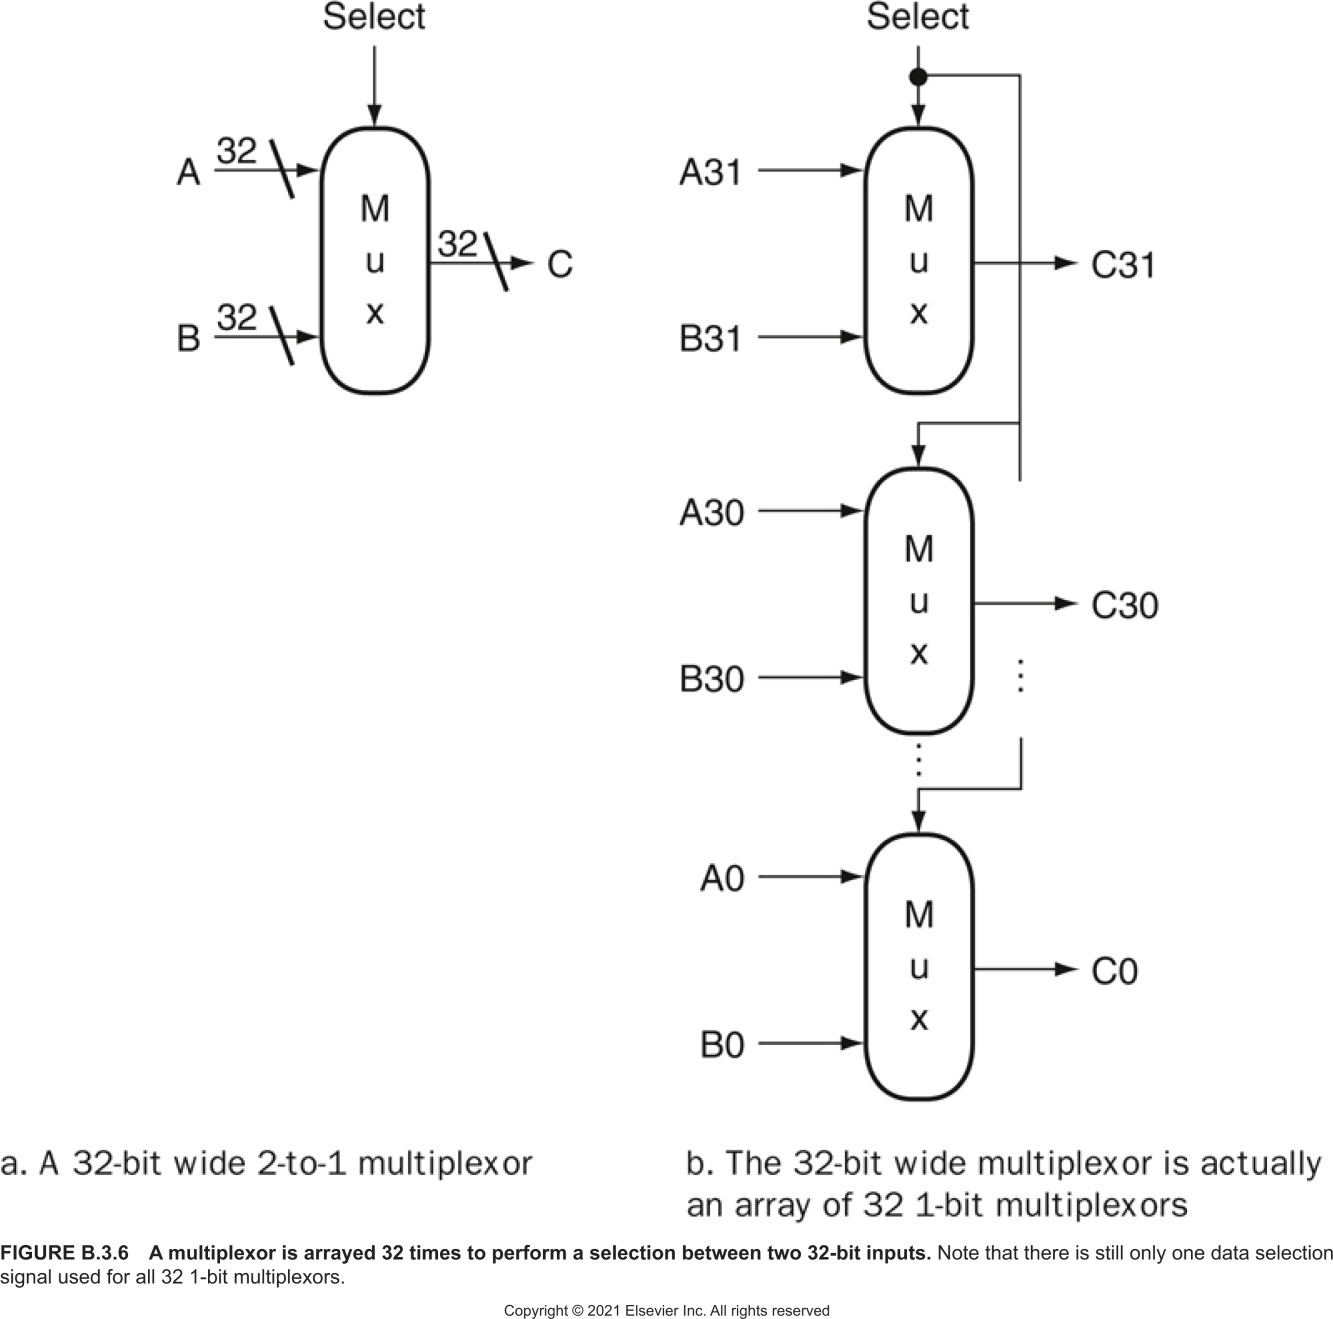 Select
A
32
M
u
x
32
C
B
32
Select
A31
M
u
x
C31
B31
A30
M
u
x
C30
B30
A0
M
u
x
C0
B0
a. A 32-bit wide 2-to-1 multiplexor
b. The 32-bit wide multiplexor is actually
an array of 32 1-bit multiplexors
FIGURE B.3.6 A multiplexor is arrayed 32 times to perform a selection between two 32-bit inputs. Note that there is still only one data selection
signal used for all 32 1-bit multiplexors.
Copyright © 2021 Elsevier Inc. All rights reserved